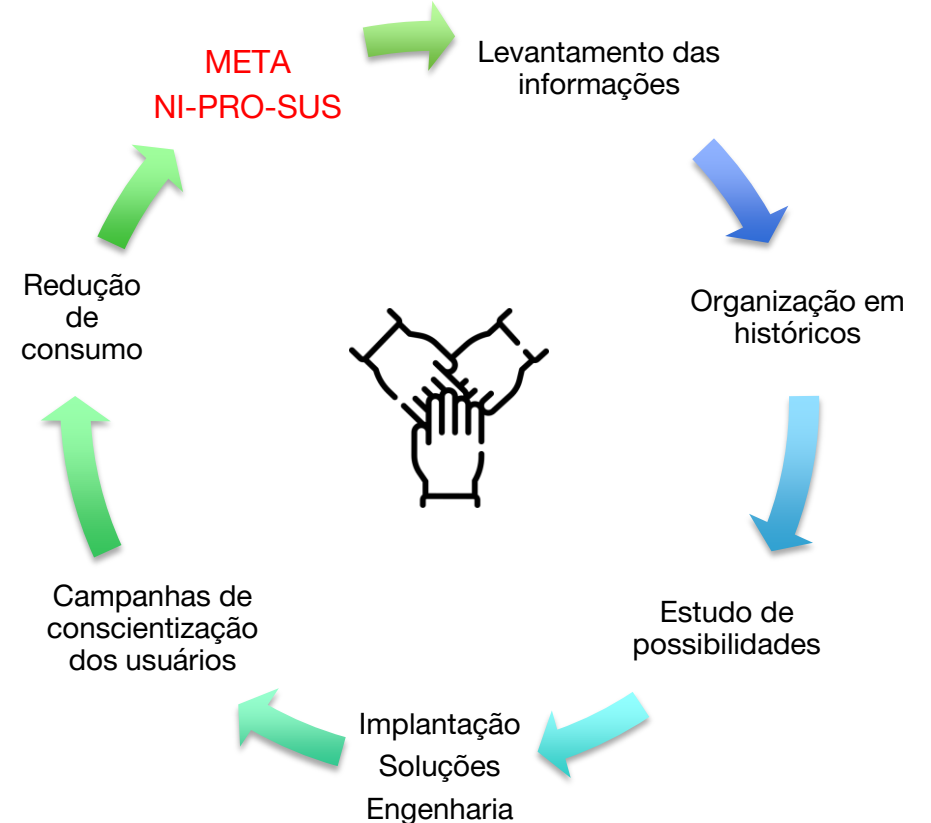 META
NI-PRO-SUS
Levantamento das
informações
Organização em
históricos
Estudo de
possibilidades
Implantação
Soluções
Engenharia
Campanhas de
conscientização
dos usuários
Redução
de
consumo